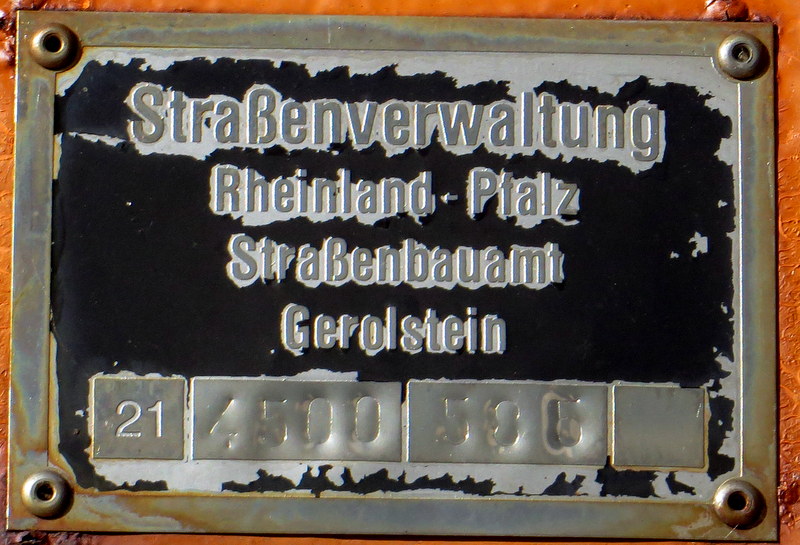 Straßenverwaltung
Rheinland - Pfalz
Straßenbauamt
Gerolstein
21 4500